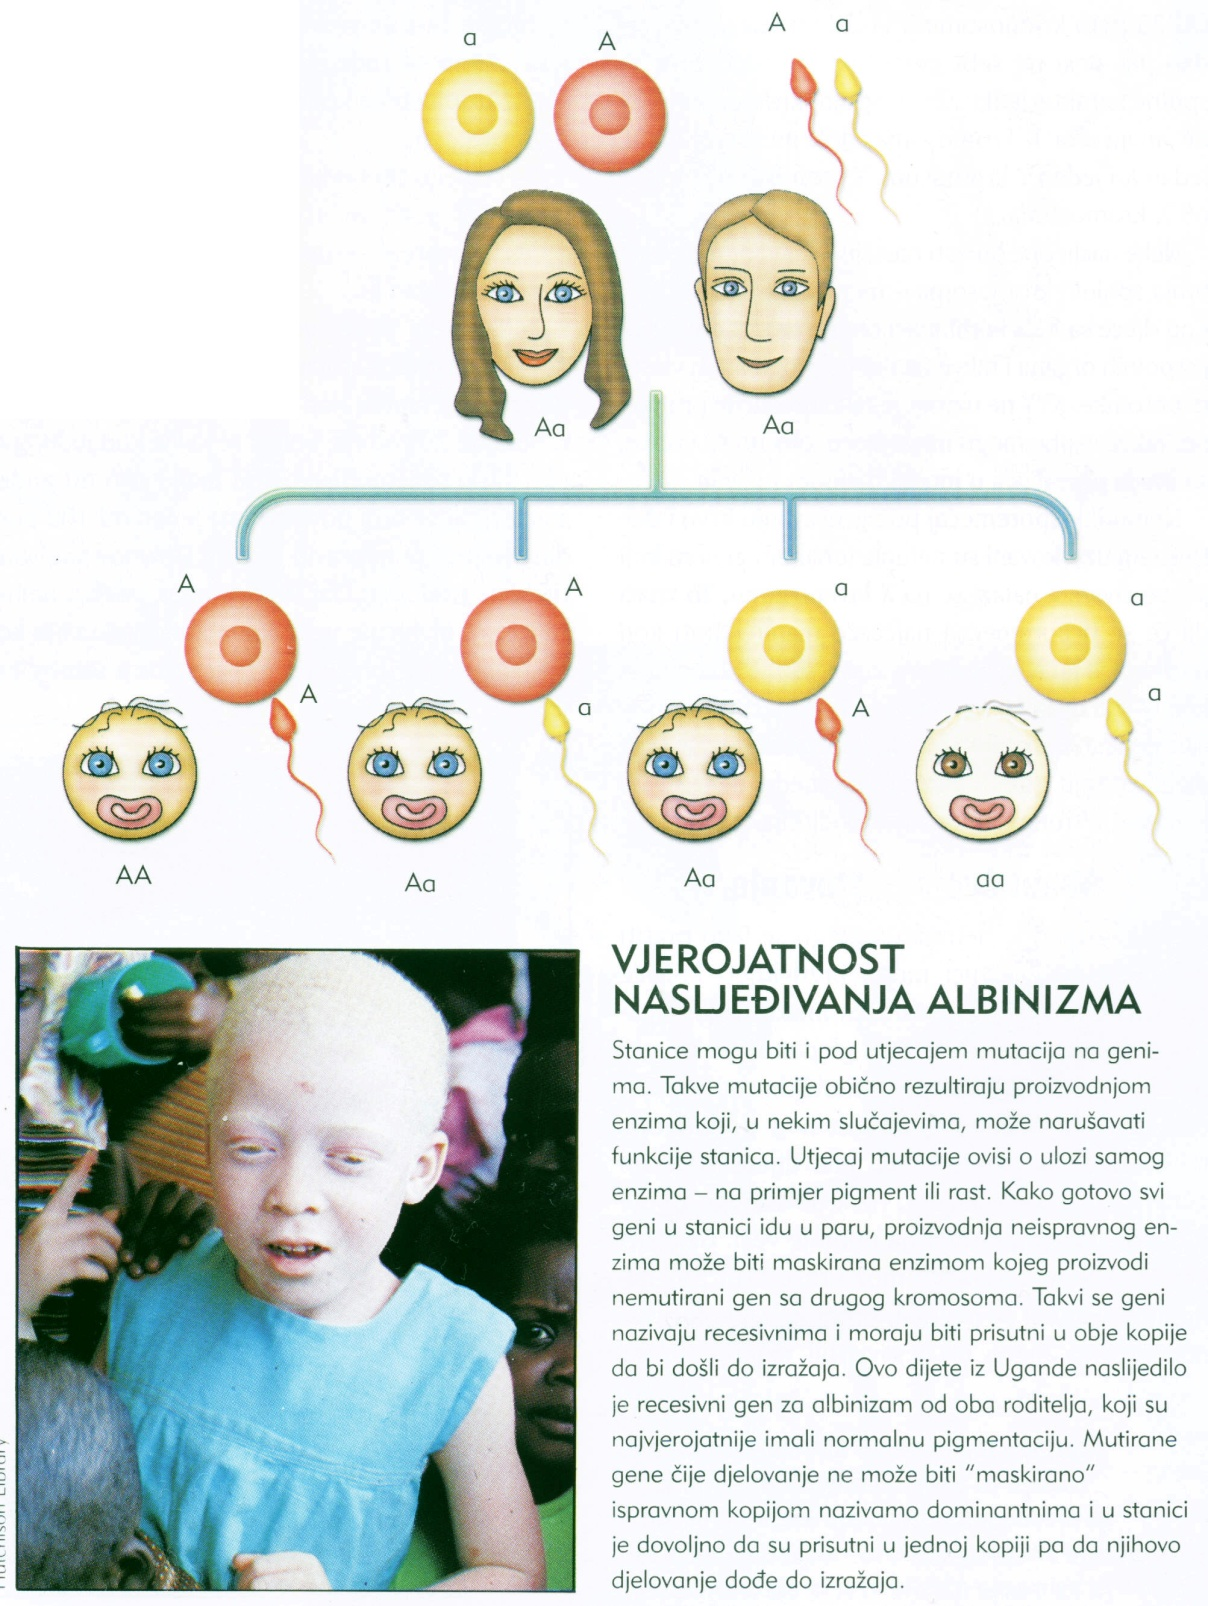 a A A a
Aa Aa
A A a a
A a A a
AA Aa Aa aa
VJEROJATNOST
NASLJEĐIVANJA ALBINIZMA
Stanice mogu biti i pod utjecajem mutacija na geni-
ma. Takve mutacije obično rezultiraju proizvodnjom
enzima koji, u nekim slučajevima, može narušavati
funkcije stanica. Utjecaj mutacije ovisi o ulozi samog
enzima – na primjer pigment ili rast. Kako gotovo svi
geni u stanici idu u paru, proizvodnja neispravnog en-
zima može biti maskirana enzimom kojeg proizvodi
nemutirani gen sa drugog kromosoma. Takvi se geni
nazivaju recesivnima i moraju biti prisutni u obje kopije
da bi došli do izražaja. Ovo dijete iz Ugande naslijedilo
je recesivni gen za albinizam od oba roditelja, koji su
najvjerojatnije imali normalnu pigmentaciju. Mutirane
gene čije djelovanje ne može biti “maskirano“
ispravnom kopijom nazivamo dominantnima i u stanici
je dovoljno da su prisutni u jednoj kopiji pa da njihovo
djelovanje dođe do izražaja.
Library